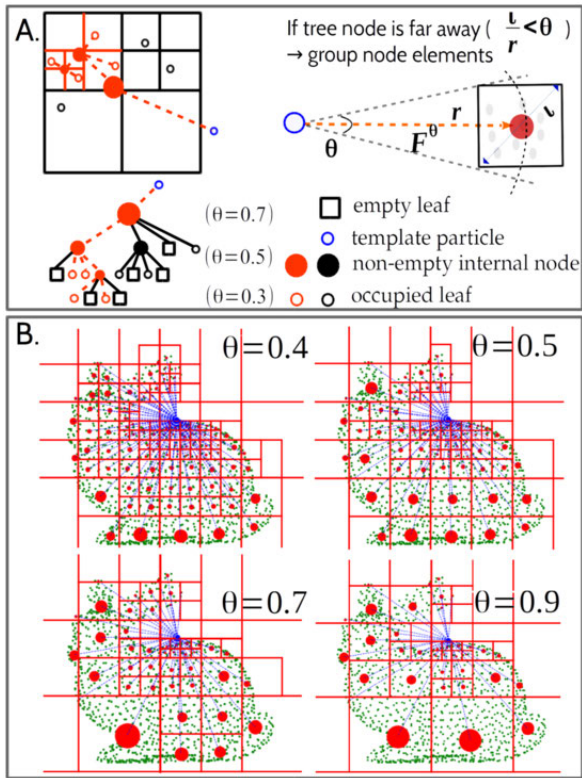 A.
If tree node is far away ( ι/r < θ )
→ group node elements
r
ι
θ
F^θ
(θ=0.7)
(θ=0.5)
(θ=0.3)
empty leaf
template particle
non-empty internal node
occupied leaf
B.
θ=0.4
θ=0.5
θ=0.7
θ=0.9